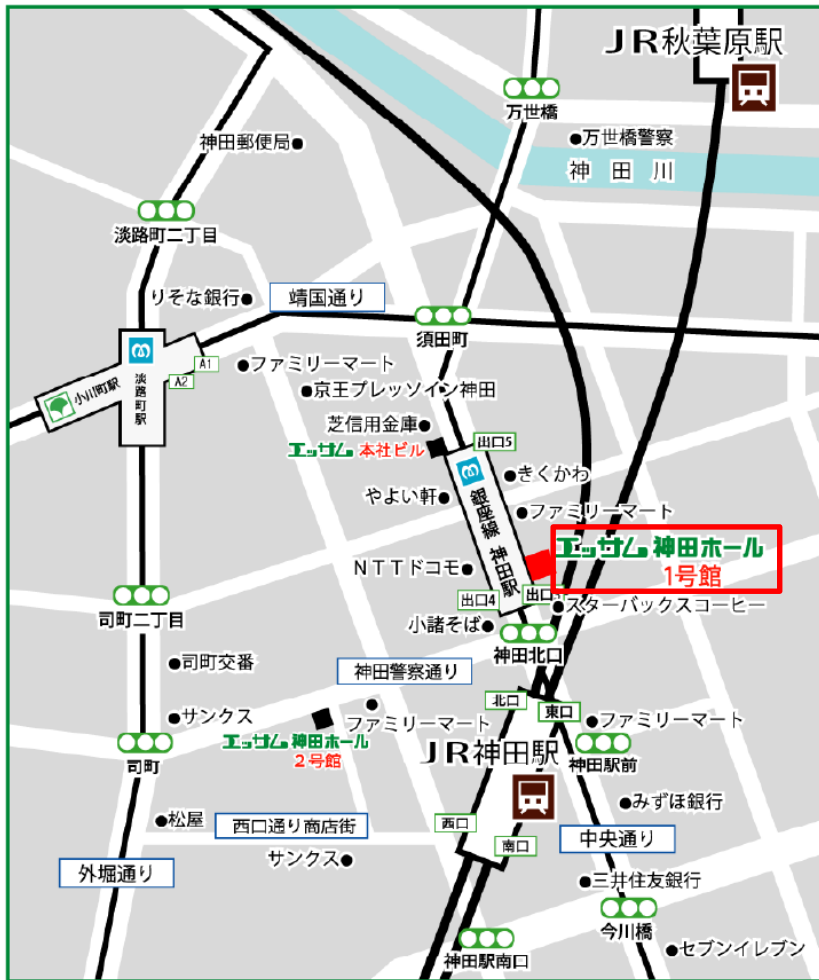 JR秋葉原駅
万世橋
神田郵便局
万世橋警察
神田川
淡路町二丁目
りそな銀行
靖国通り
須田町
A1
A2
小川町駅
淡路町駅
ファミリーマート
京王プレッソイン神田
芝信用金庫
エッサム 本社ビル
出口5
きくかわ
やよい軒
銀座線 神田駅
ファミリーマート
エッサム 神田ホール
1号館
NTTドコモ
出口4
出口
スターバックスコーヒー
司町二丁目
小諸そば
神田北口
司町交番
神田警察通り
北口
東口
サンクス
ファミリーマート
ファミリーマート
エッサム 神田ホール
2号館
司町
JR神田駅
神田駅前
みずほ銀行
松屋
西口通り商店街
西口
南口
中央通り
サンクス
外堀通り
三井住友銀行
今川橋
神田駅南口
セブンイレブン